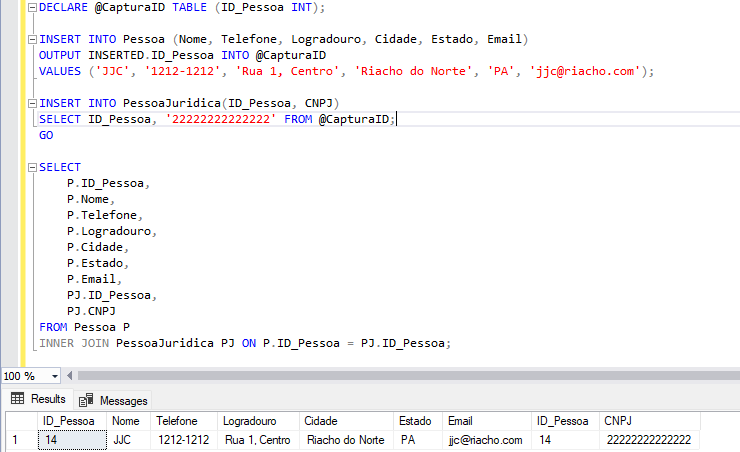 DECLARE @CapturaID TABLE (ID_Pessoa INT);
INSERT INTO Pessoa (Nome, Telefone, Logradouro, Cidade, Estado, Email)
OUTPUT INSERTED.ID_Pessoa INTO @CapturaID
VALUES ('JJC', '1212-1212', 'Rua 1, Centro', 'Riacho do Norte', 'PA', 'jjc@riacho.com');
INSERT INTO PessoaJuridica(ID_Pessoa, CNPJ)
SELECT ID_Pessoa, '22222222222222' FROM @CapturaID;
GO
SELECT
P.ID_Pessoa,
P.Nome,
P.Telefone,
P.Logradouro,
P.Cidade,
P.Estado,
P.Email,
PJ.ID_Pessoa,
PJ.CNPJ
FROM Pessoa P
INNER JOIN PessoaJuridica PJ ON P.ID_Pessoa = PJ.ID_Pessoa;
100 %
Results Messages
ID_Pessoa Nome Telefone Logradouro Cidade Estado Email ID_Pessoa CNPJ
1 14 JJC 1212-1212 Rua 1, Centro Riacho do Norte PA jjc@riacho.com 14 22222222222222